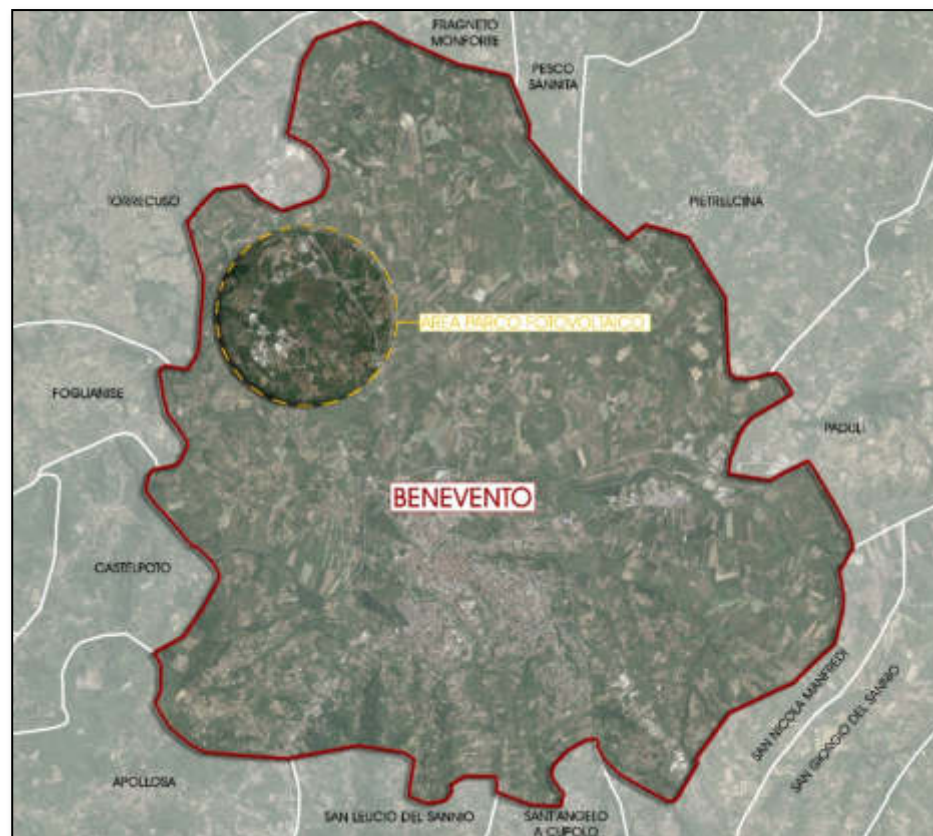 FRAGNETO
MONFORTE
PESCO
SANNITA
TORRECUSO
PIETRELCINA
AREA PARCO FOTOVOLTAICO
FOGLIANISE
PADULI
BENEVENTO
CASTELPOTO
SAN NICOLA MANFREDI
SAN GIORGIO DEL SANNIO
APOLLOSA
SAN LEUCIO DEL SANNIO
SANT'ANGELO
A CUPOLO